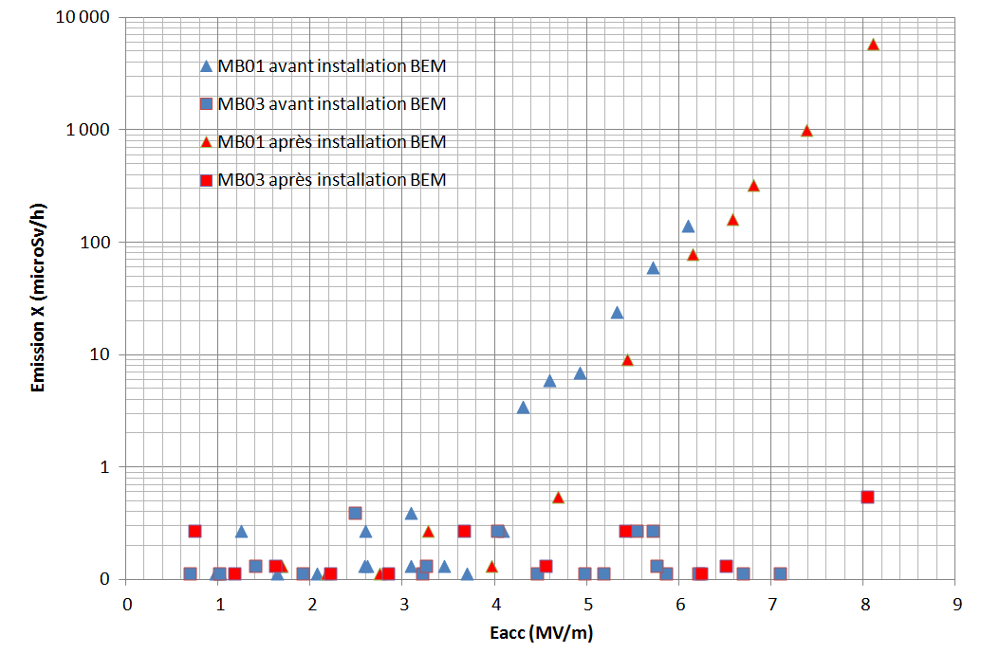 10 000
MB01 avant installation BEM
MB03 avant installation BEM
1 000
MB01 après installation BEM
MB03 après installation BEM
Emission X (microSv/h)
100
10
1
0
0 1 2 3 4 5 6 7 8 9
Eacc (MV/m)